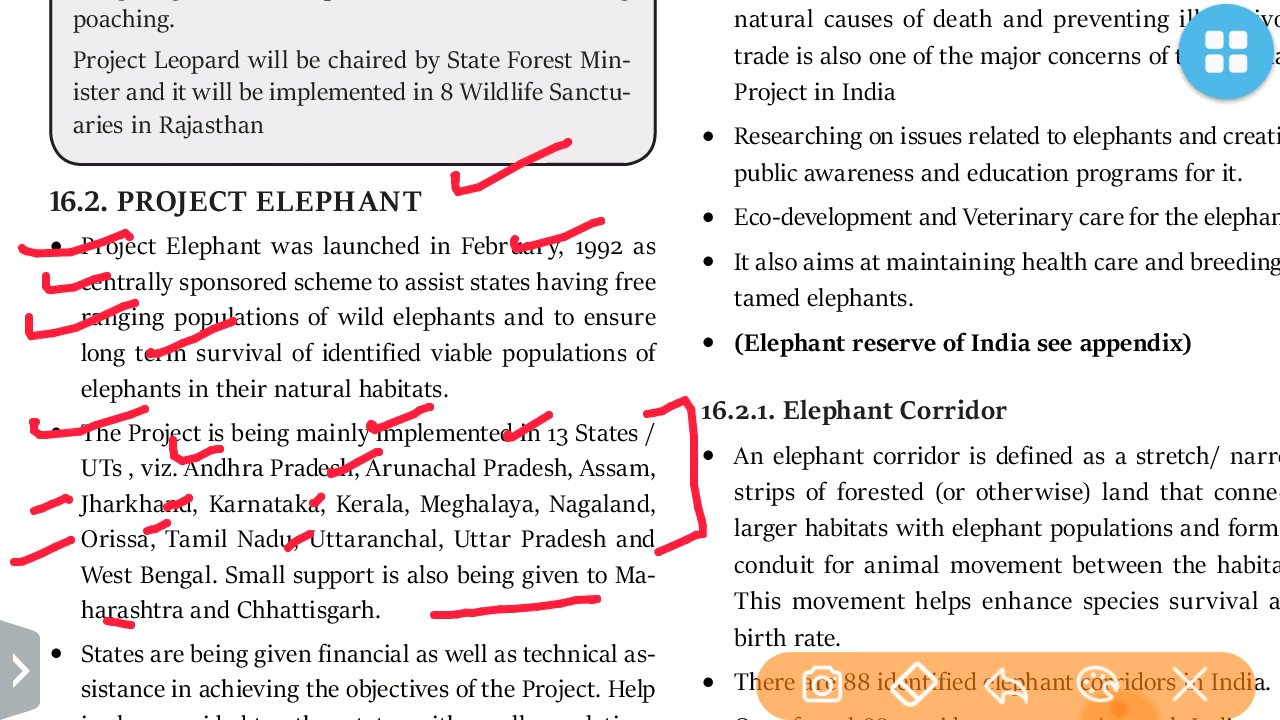 poaching.
Project Leopard will be chaired by State Forest Min-
ister and it will be implemented in 8 Wildlife Sanctu-
aries in Rajasthan
16.2. PROJECT ELEPHANT
• Project Elephant was launched in February, 1992 as
centrally sponsored scheme to assist states having free
ranging populations of wild elephants and to ensure
long term survival of identified viable populations of
elephants in their natural habitats.
• The Project is being mainly implemented in 13 States /
UTs , viz. Andhra Pradesh, Arunachal Pradesh, Assam,
Jharkhand, Karnataka, Kerala, Meghalaya, Nagaland,
Orissa, Tamil Nadu, Uttaranchal, Uttar Pradesh and
West Bengal. Small support is also being given to Ma-
harashtra and Chhattisgarh.
• States are being given financial as well as technical as-
sistance in achieving the objectives of the Project. Help
natural causes of death and preventing
trade is also one of the major concerns of
Project in India
• Researching on issues related to elephants and
public awareness and education programs for it.
• Eco-development and Veterinary care for the
• It also aims at maintaining health care and breeding
tamed elephants.
• (Elephant reserve of India see appendix)
16.2.1. Elephant Corridor
• An elephant corridor is defined as a stretch/
strips of forested (or otherwise) land that
larger habitats with elephant populations and
conduit for animal movement between the
This movement helps enhance species survival
birth rate.
• There are 88 identified elephant corridors in India.